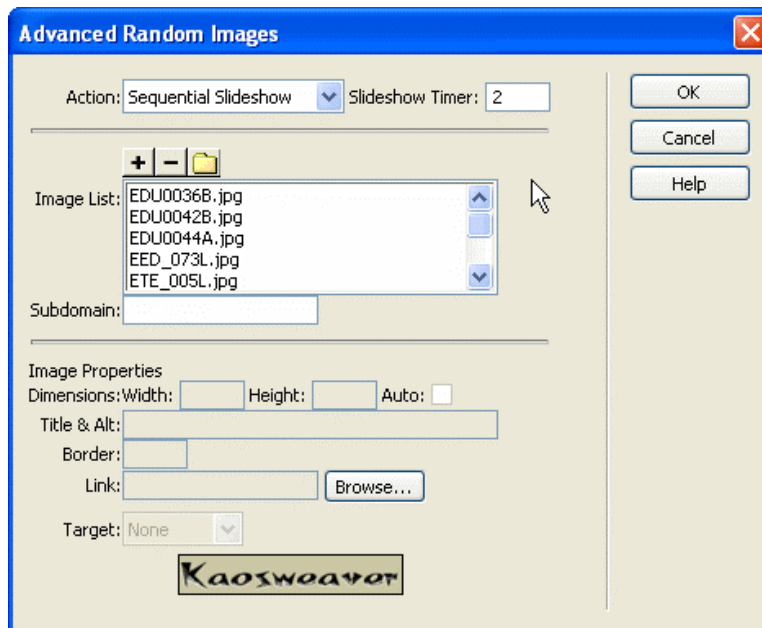 Advanced Random Images
Action: Sequential Slideshow Slideshow Timer: 2
OK
Cancel
Help
+ −
Image List: EDU0036B.jpg
EDU0042B.jpg
EDU0044A.jpg
EED_073L.jpg
ETE_005L.jpg
Subdomain:
Image Properties
Dimensions: Width: Height: Auto:
Title & Alt:
Border:
Link: Browse...
Target: None
Kaosweaver